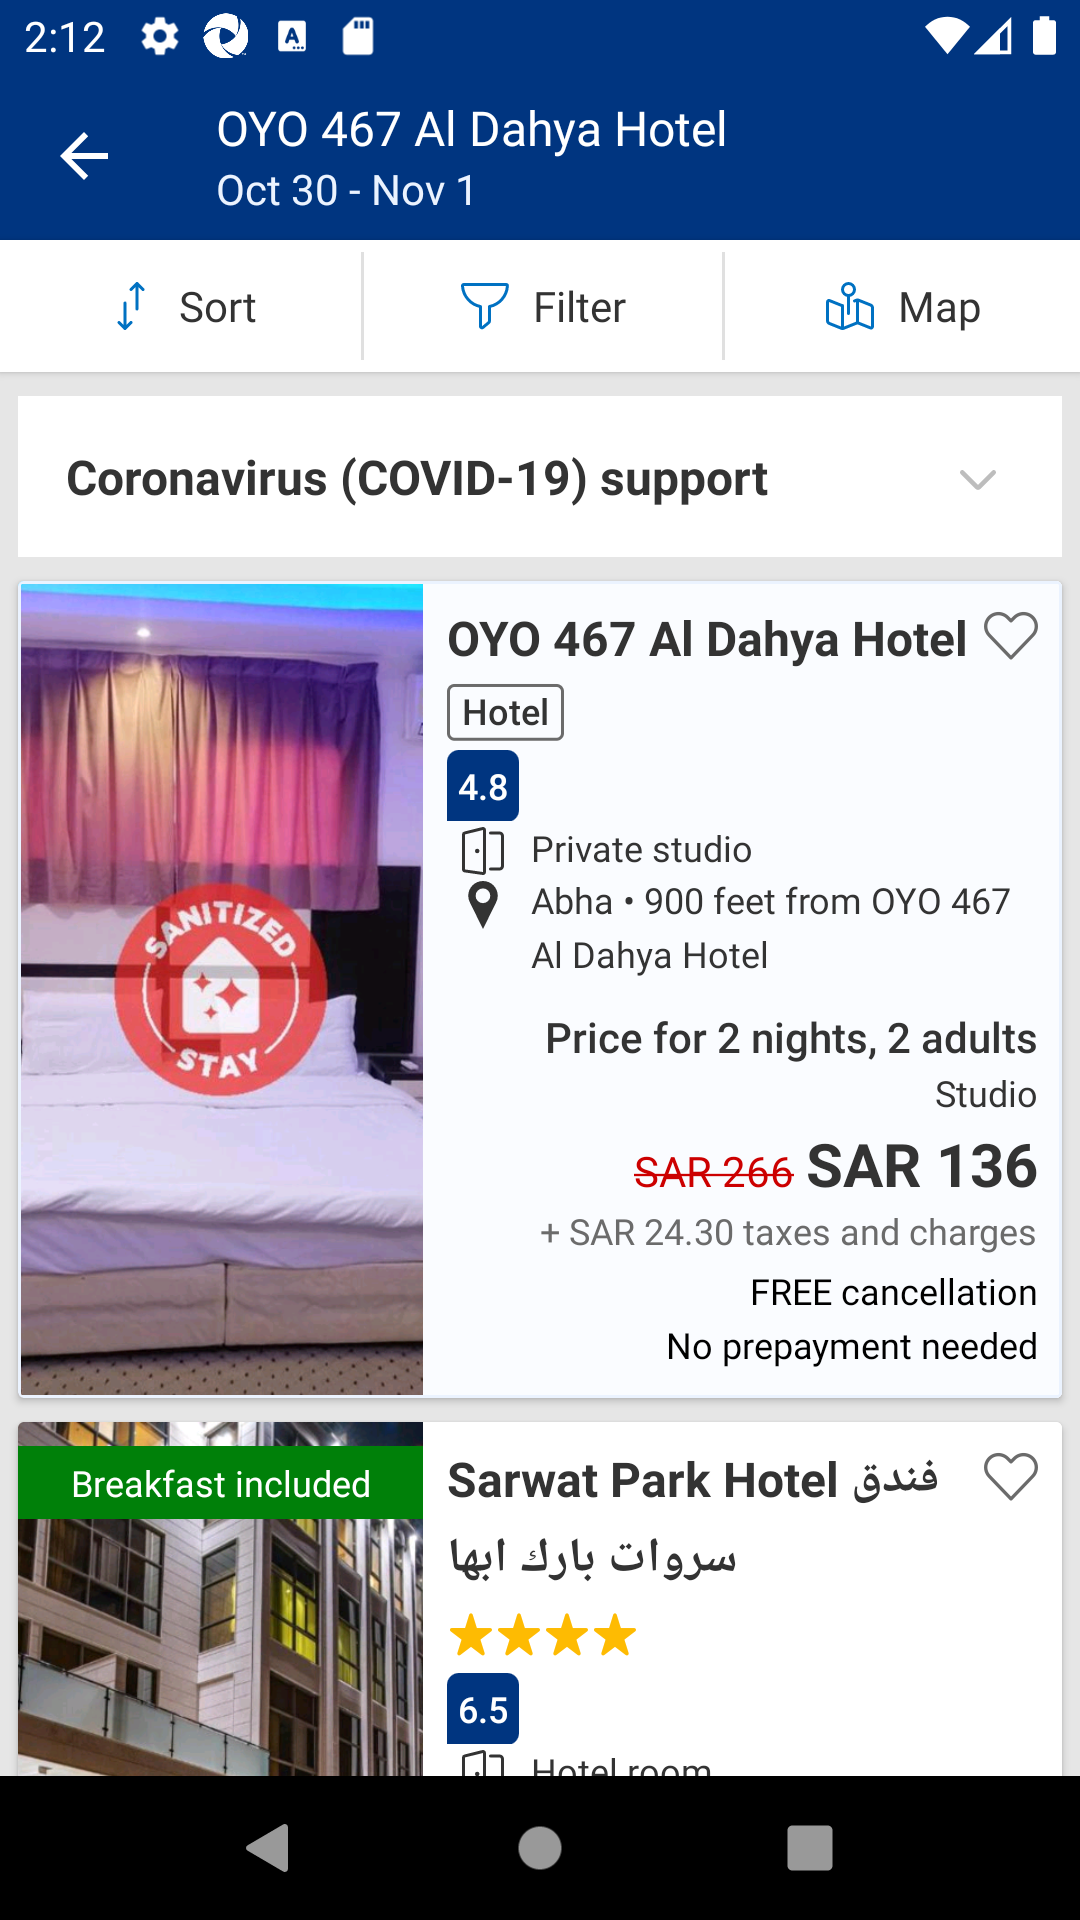 2:12
OYO 467 Al Dahya Hotel
Oct 30 - Nov 1
Sort
Filter
Map
Coronavirus (COVID-19) support
OYO 467 Al Dahya Hotel
Hotel
4.8
Private studio
Abha • 900 feet from OYO 467
Al Dahya Hotel
SANITIZED
STAY
Price for 2 nights, 2 adults
Studio
SAR 266 SAR 136
+ SAR 24.30 taxes and charges
FREE cancellation
No prepayment needed
Breakfast included
Sarwat Park Hotel فندق
سروات بارك ابها
6.5
Hotel room